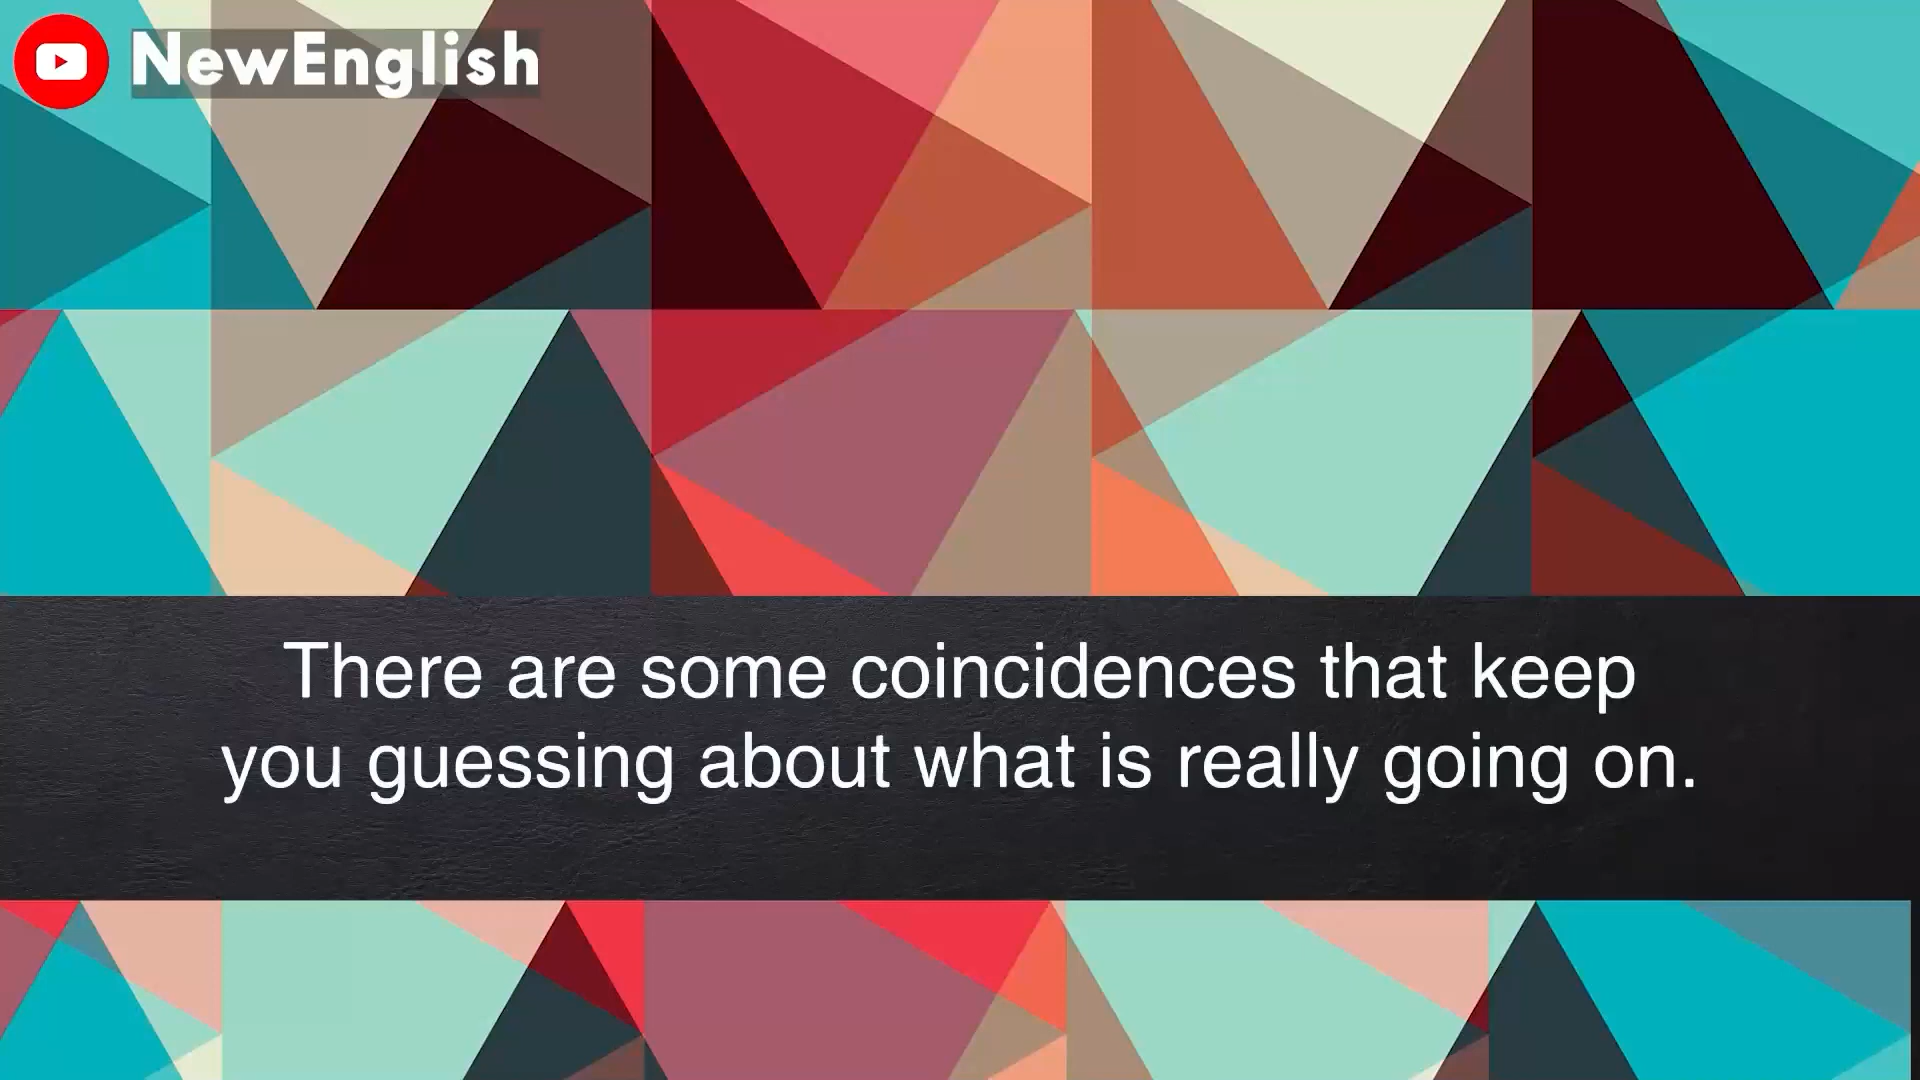 NewEnglish
There are some coincidences that keep
you guessing about what is really going on.